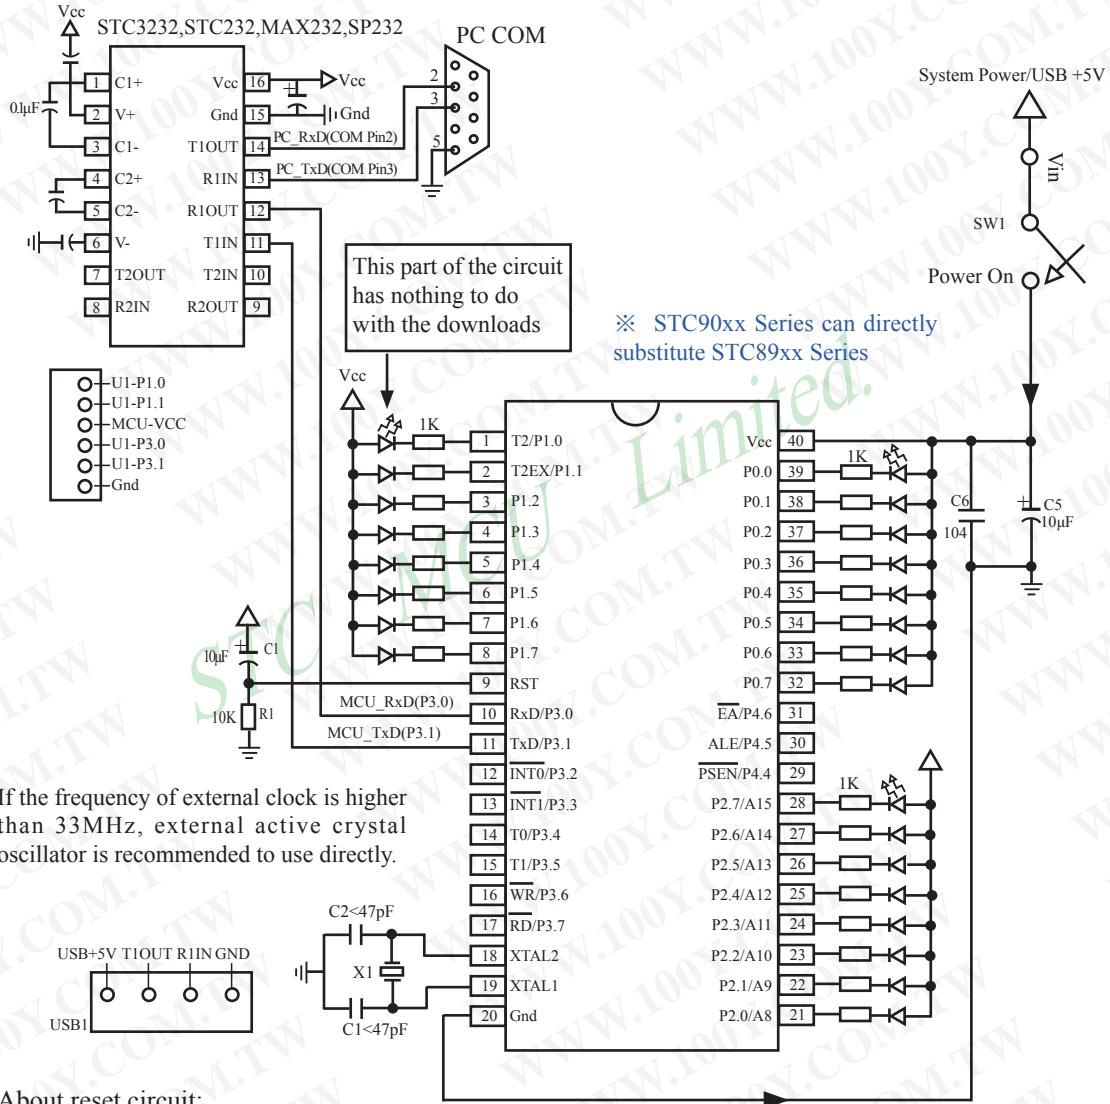 Vcc
STC3232,STC232,MAX232,SP232
PC COM
System Power/USB +5V
1 C1+ Vcc 16 Vcc
0.1μF
2 V+ Gnd 15 Gnd
3 C1- T1OUT 14 PC_RxD(COM Pin2)
4 C2+ R1IN 13 PC_TxD(COM Pin3)
5 C2- R1OUT 12
6 V- T1IN 11
7 T2OUT T2IN 10
8 R2IN R2OUT 9
2
3
5
Vin
SW1
Power On
This part of the circuit
has nothing to do
with the downloads
※ STC90xx Series can directly
substitute STC89xx Series
U1-P1.0
U1-P1.1
MCU-VCC
U1-P3.0
U1-P3.1
Gnd
Vcc
1K
1 T2/P1.0 Vcc 40
2 T2EX/P1.1 P0.0 39 1K
3 P1.2 P0.1 38
4 P1.3 P0.2 37
5 P1.4 P0.3 36
6 P1.5 P0.4 35
7 P1.6 P0.5 34
8 P1.7 P0.6 33
9 RST P0.7 32
10 RxD/P3.0 EA/P4.6 31
11 TxD/P3.1 ALE/P4.5 30
12 INT0/P3.2 PSEN/P4.4 29
13 INT1/P3.3 P2.7/A15 28 1K
14 T0/P3.4 P2.6/A14 27
15 T1/P3.5 P2.5/A13 26
16 WR/P3.6 P2.4/A12 25
17 RD/P3.7 P2.3/A11 24
18 XTAL2 P2.2/A10 23
19 XTAL1 P2.1/A9 22
20 Gnd P2.0/A8 21
C6
104
+ C5
10μF
10μF + C1
10K R1
MCU_RxD(P3.0)
MCU_TxD(P3.1)
If the frequency of external clock is higher
than 33MHz, external active crystal
oscillator is recommended to use directly.
C2<47pF
X1
C1<47pF
USB+5V T1OUT R1IN GND
USB1
About reset circuit:
STC MCU Limited.
WWW.100Y.COM.TW